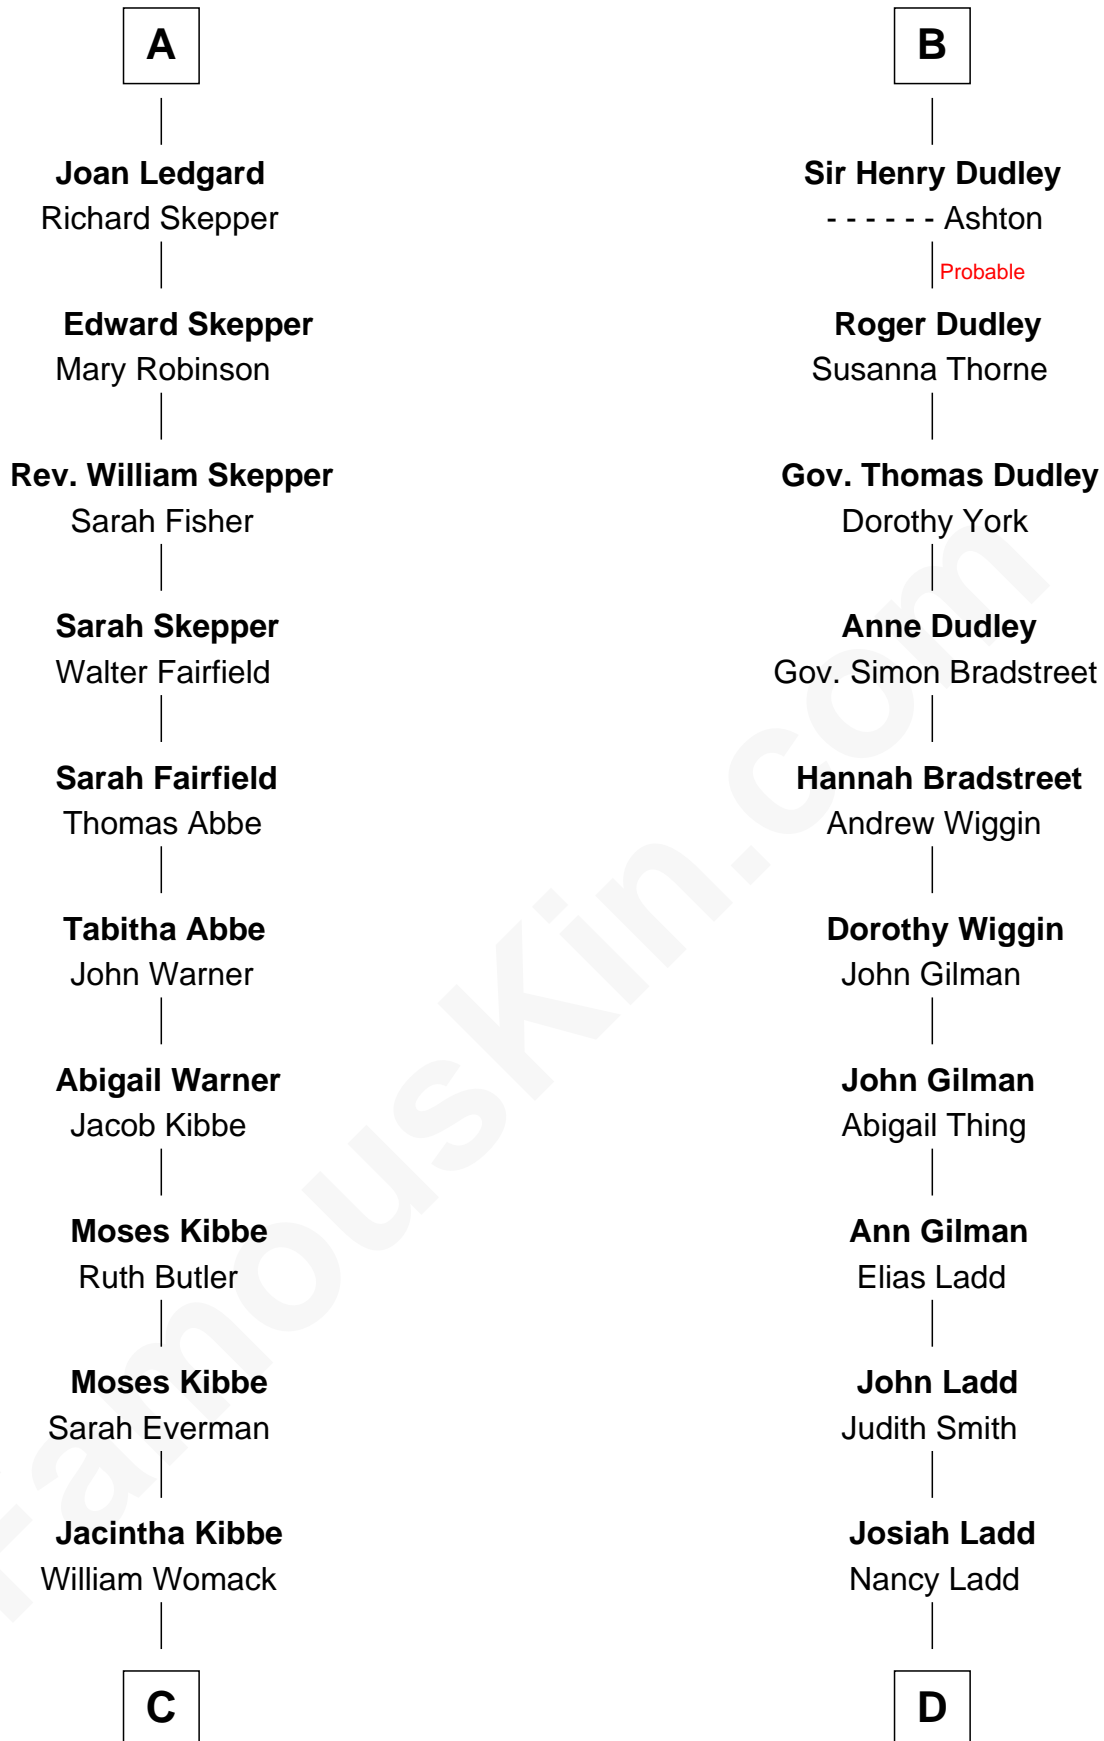 A
Joan Ledgard
Richard Skepper
Edward Skepper
Mary Robinson
Rev. William Skepper
Sarah Fisher
Sarah Skepper
Walter Fairfield
Sarah Fairfield
Thomas Abbe
Tabitha Abbe
John Warner
Abigail Warner
Jacob Kibbe
Moses Kibbe
Ruth Butler
Moses Kibbe
Sarah Everman
Jacintha Kibbe
William Womack
C
B
Sir Henry Dudley
- - - - - - Ashton
Probable
Roger Dudley
Susanna Thorne
Gov. Thomas Dudley
Dorothy York
Anne Dudley
Gov. Simon Bradstreet
Hannah Bradstreet
Andrew Wiggin
Dorothy Wiggin
John Gilman
John Gilman
Abigail Thing
Ann Gilman
Elias Ladd
John Ladd
Judith Smith
Josiah Ladd
Nancy Ladd
D
FamousKin.com